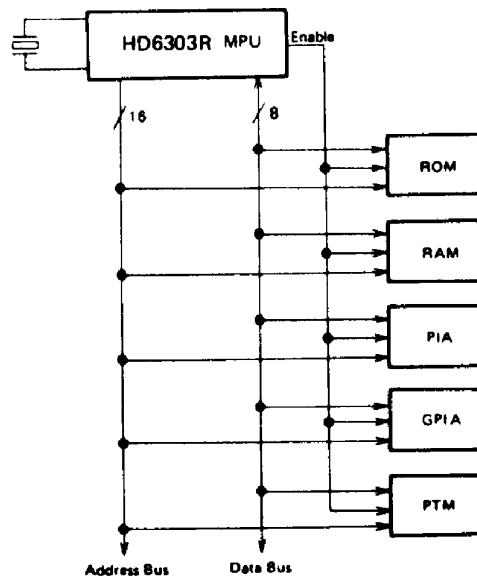 HD6303R MPU
Enable
16
8
ROM
RAM
PIA
GPIA
PTM
Address Bus
Data Bus